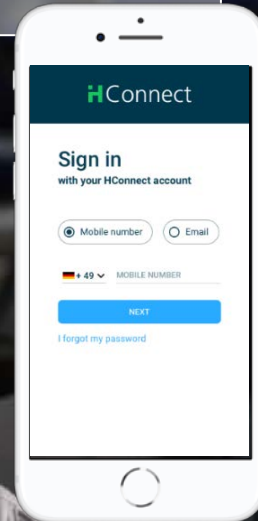 HConnect
Sign in
with your HConnect account
Mobile number Email
+ 49 MOBILE NUMBER
NEXT
I forgot my password